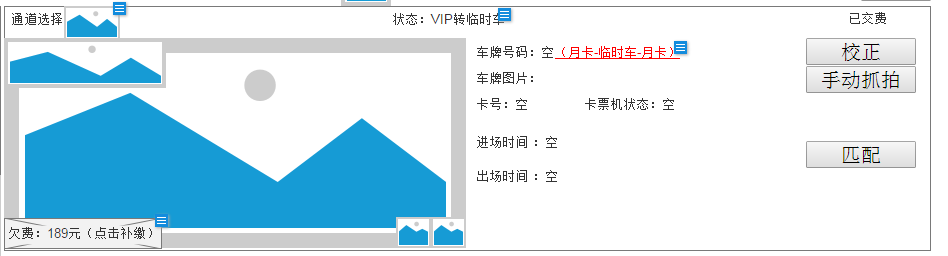 通道选择
状态：VIP转临时车
已交费
车牌号码：空（月卡-临时车-月卡）
校正
车牌图片：
手动抓拍
卡号：空
卡票机状态：空
进场时间 ：空
匹配
出场时间 ：空
欠费：189元（点击补缴）